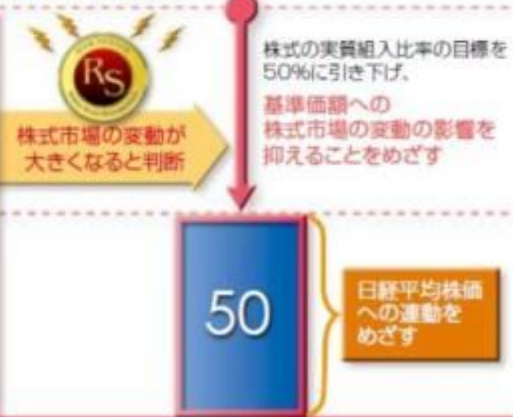 株式の実質組入比率の目標を
50%に引き下げ、
基準価額への
株式市場の変動の影響を
抑えることをめざす
RS
株式市場の変動が
大きくなると判断
50
日経平均株価
への連動を
めざす